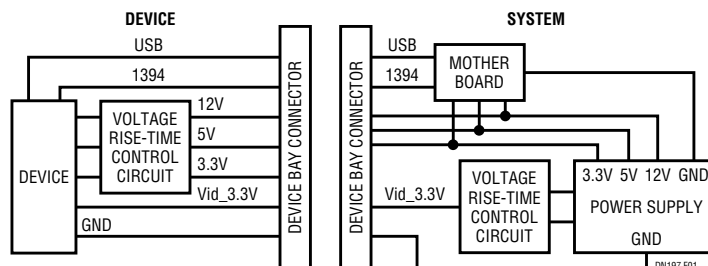 DEVICE
USB
1394
DEVICE
VOLTAGE
RISE-TIME
CONTROL
CIRCUIT
12V
5V
3.3V
Vid_3.3V
GND
DEVICE BAY CONNECTOR
SYSTEM
DEVICE BAY CONNECTOR
USB
1394
MOTHER
BOARD
Vid_3.3V
VOLTAGE
RISE-TIME
CONTROL
CIRCUIT
3.3V 5V 12V GND
POWER SUPPLY
GND
DN197 F01